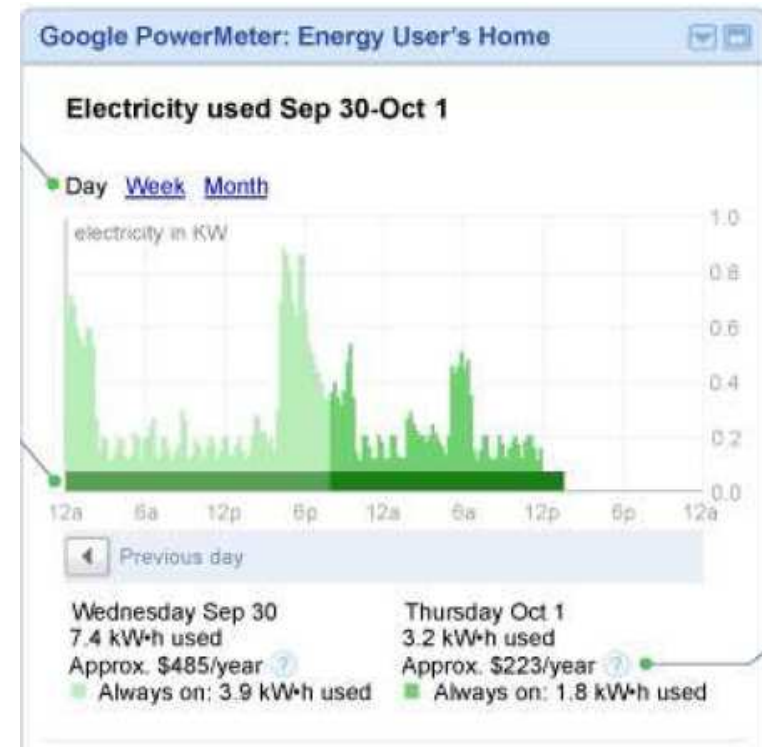 Google PowerMeter: Energy User's Home
Electricity used Sep 30-Oct 1
Day Week Month
electricity in KW
1.0
0.8
0.6
0.4
0.2
0.0
12a 6a 12p 6p 12a 6a 12p 6p 12a
Previous day
Wednesday Sep 30
7.4 kW•h used
Approx. $485/year ?
Always on: 3.9 kW•h used
Thursday Oct 1
3.2 kW•h used
Approx. $223/year ?
Always on: 1.8 kW•h used